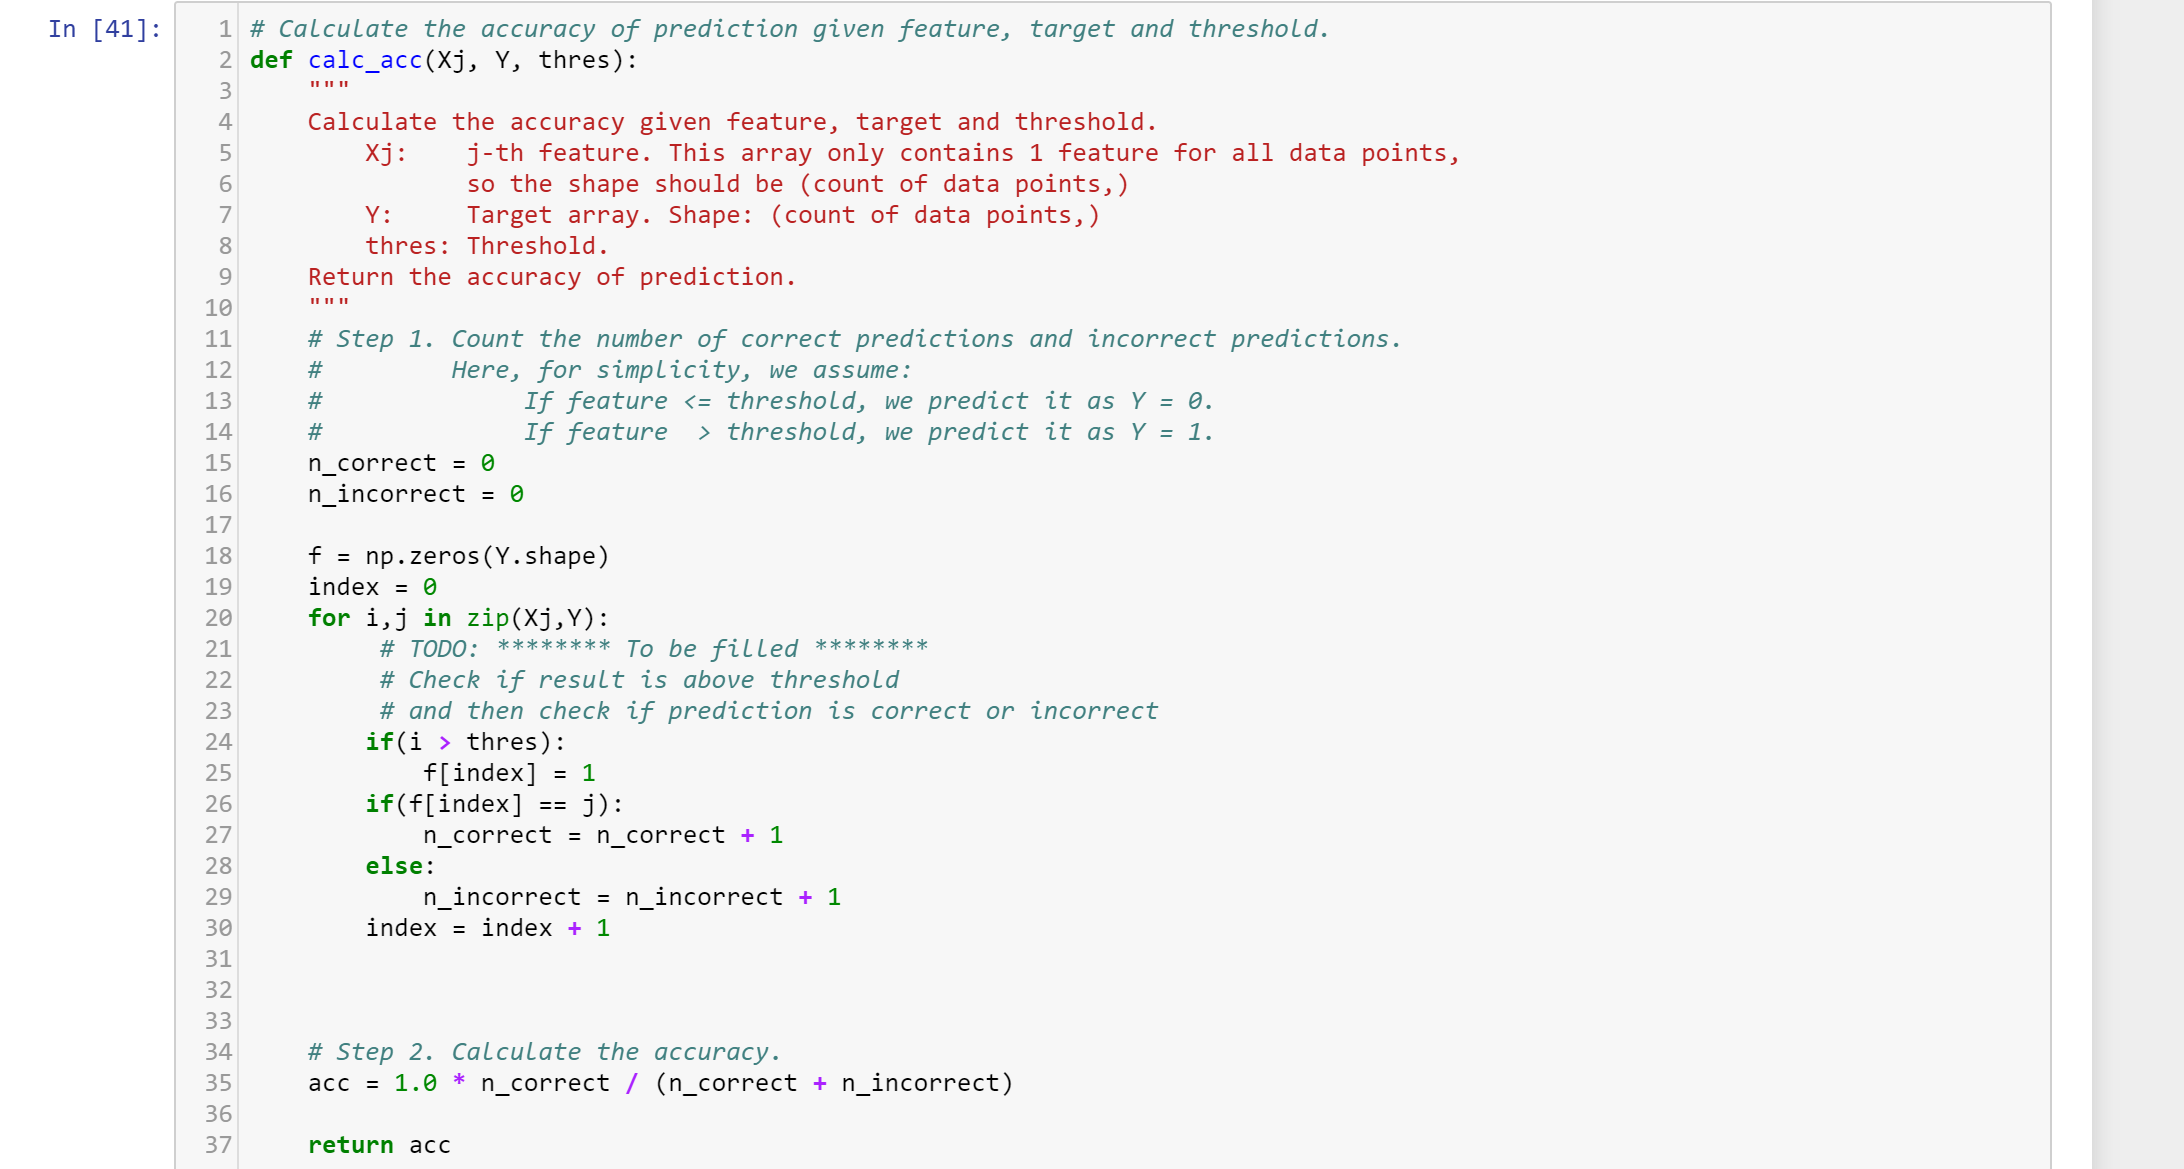 In [41]:
1 # Calculate the accuracy of prediction given feature, target and threshold.
2 def calc_acc(Xj, Y, thres):
3     """
4     Calculate the accuracy given feature, target and threshold.
5         Xj:    j-th feature. This array only contains 1 feature for all data points,
6                so the shape should be (count of data points,)
7         Y:     Target array. Shape: (count of data points,)
8         thres: Threshold.
9     Return the accuracy of prediction.
10     """
11     # Step 1. Count the number of correct predictions and incorrect predictions.
12     #         Here, for simplicity, we assume:
13     #              If feature <= threshold, we predict it as Y = 0.
14     #              If feature  > threshold, we predict it as Y = 1.
15     n_correct = 0
16     n_incorrect = 0
17
18     f = np.zeros(Y.shape)
19     index = 0
20     for i,j in zip(Xj,Y):
21          # TODO: ******** To be filled ********
22          # Check if result is above threshold
23          # and then check if prediction is correct or incorrect
24         if(i > thres):
25             f[index] = 1
26         if(f[index] == j):
27             n_correct = n_correct + 1
28         else:
29             n_incorrect = n_incorrect + 1
30         index = index + 1
31
32
33
34     # Step 2. Calculate the accuracy.
35     acc = 1.0 * n_correct / (n_correct + n_incorrect)
36
37     return acc